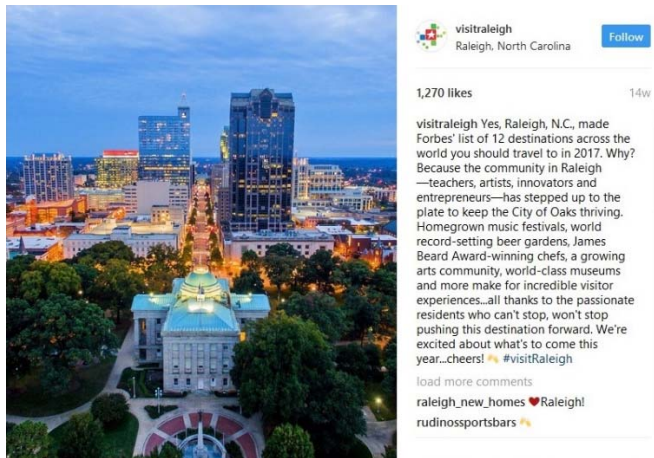 visitraleigh
Raleigh, North Carolina
Follow
1,270 likes
14w
visitraleigh Yes, Raleigh, N.C., made
Forbes' list of 12 destinations across the
world you should travel to in 2017. Why?
Because the community in Raleigh
—teachers, artists, innovators and
entrepreneurs—has stepped up to the
plate to keep the City of Oaks thriving.
Homegrown music festivals, world
record-setting beer gardens, James
Beard Award-winning chefs, a growing
arts community, world-class museums
and more make for incredible visitor
experiences...all thanks to the passionate
residents who can't stop, won't stop
pushing this destination forward. We're
excited about what's to come this
year...cheers! 👏 #visitRaleigh
load more comments
raleigh_new_homes ❤Raleigh!
rudinossportsbars 👏